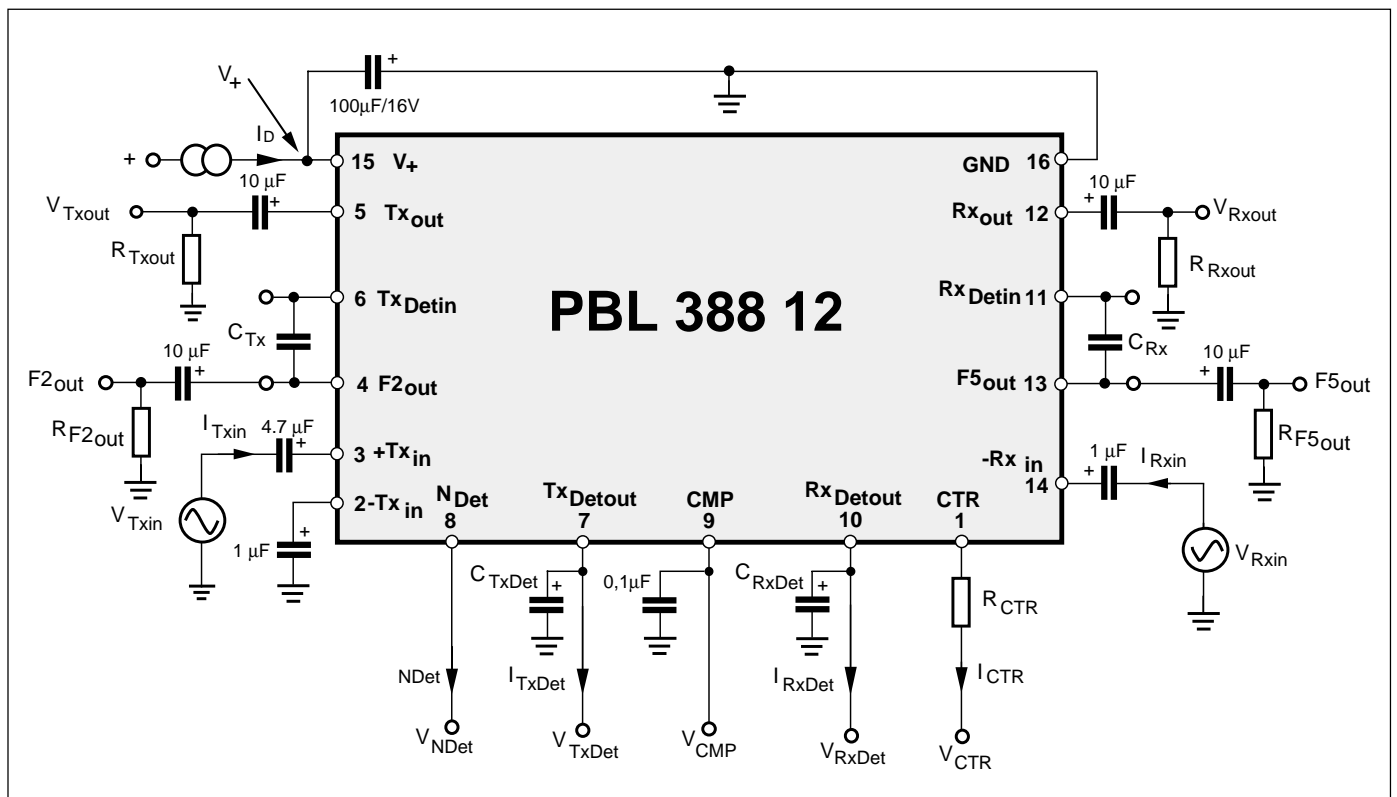 V+
+
100µF/16V
ID
+
15 V+
GND 16
10 µF
+
VTxout
5 Txout
RTxout
10 µF
+
Rxout 12
VRxout
RRxout
6 TxDetin
CTx
RxDetin 11
CRx
PBL 388 12
10 µF
+
F2out
4 F2out
RF2out
10 µF
+
F5out 13
F5out
RF5out
ITxin
4.7 µF
+
3 +Txin
VTxin
2 -Txin
+
1 µF
-Rx in
14
1 µF
+
IRxin
VRxin
NDet
8
TxDetout
7
CMP
9
RxDetout
10
CTR
1
CTxDet
+
0,1µF
CRxDet
+
RCTR
NDet
ITxDet
IRxDet
ICTR
VNDet
VTxDet
VCMP
VRxDet
VCTR